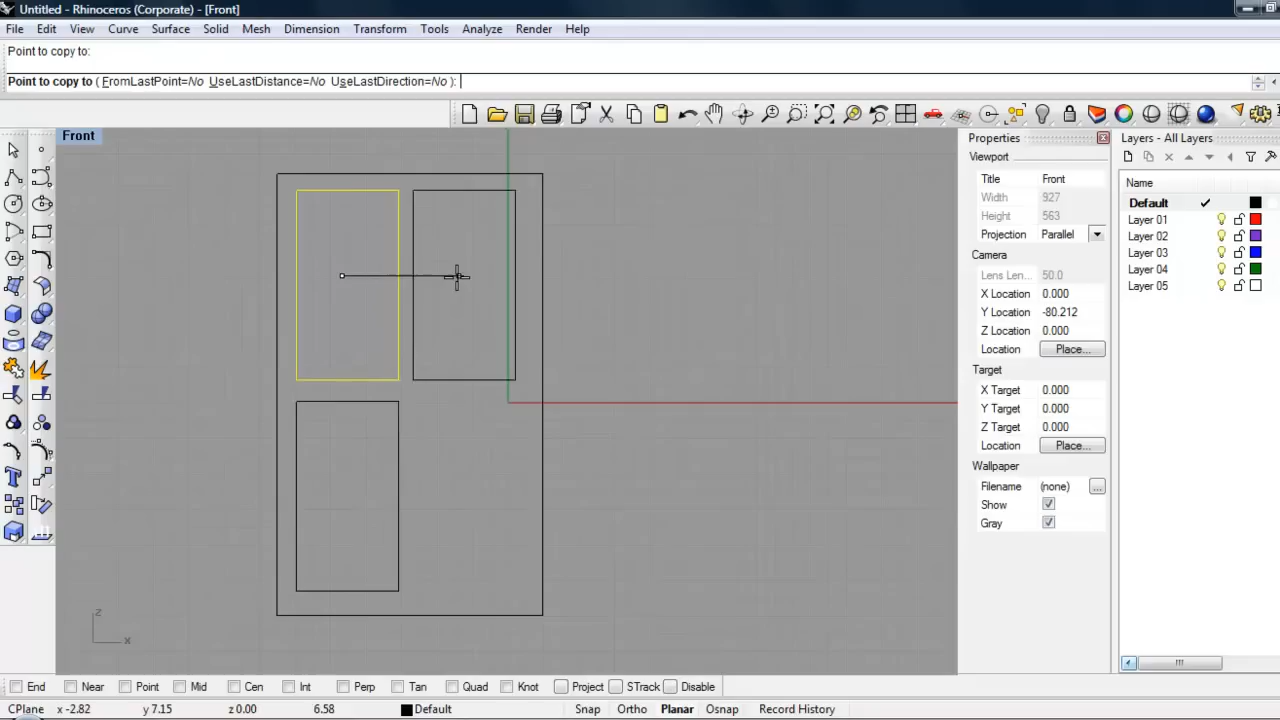 Untitled - Rhinoceros (Corporate) - [Front]
File Edit View Curve Surface Solid Mesh Dimension Transform Tools Analyze Render Help
Point to copy to:
Point to copy to ( FromLastPoint=No UseLastDistance=No UseLastDirection=No ):
Front
Properties
Viewport
Title Front
Width 927
Height 563
Projection Parallel
Camera
Lens Len... 50.0
X Location 0.000
Y Location -80.212
Z Location 0.000
Location Place...
Target
X Target 0.000
Y Target 0.000
Z Target 0.000
Location Place...
Wallpaper
Filename (none) ...
Show
Gray
Layers - All Layers
Name
Default
Layer 01
Layer 02
Layer 03
Layer 04
Layer 05
z
x
End Near Point Mid Cen Int Perp Tan Quad Knot Project STrack Disable
CPlane x -2.82 y 7.15 z 0.00 6.58 Default Snap Ortho Planar Osnap Record History